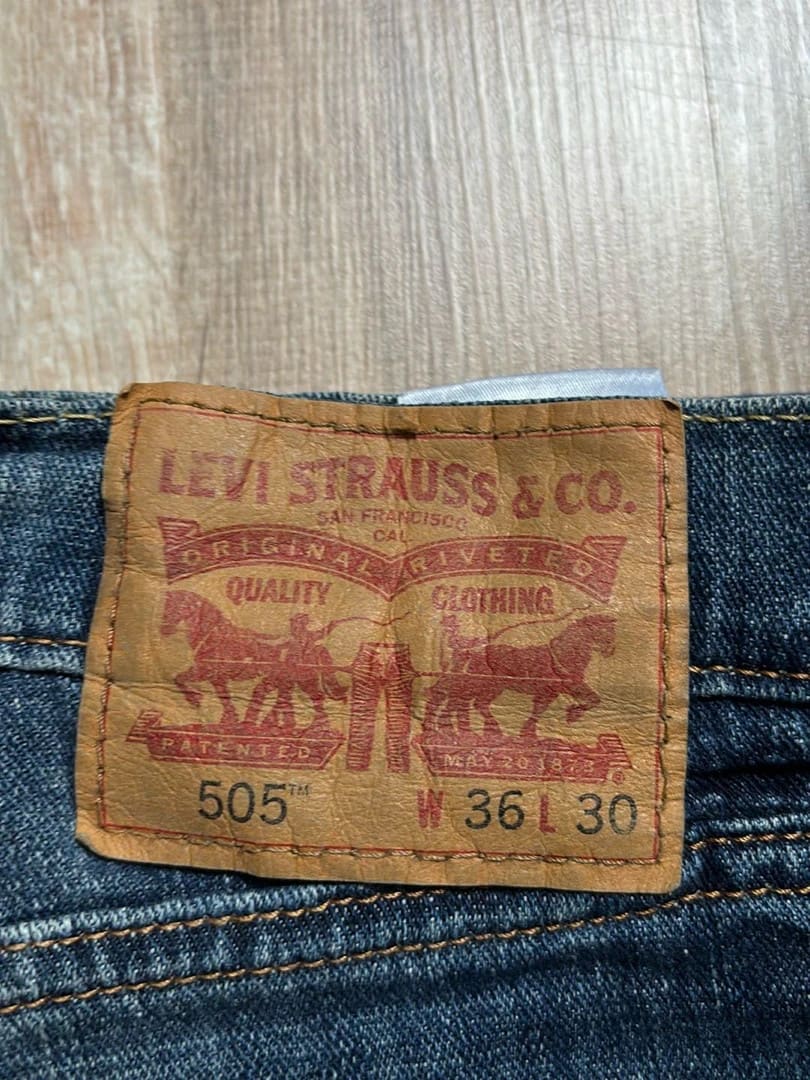 LEVI STRAUSS & CO.
SAN FRANCISCO
CAL
ORIGINAL RIVETED
QUALITY CLOTHING
PATENTED MAY 20 1873 ®
505™ W 36 L 30